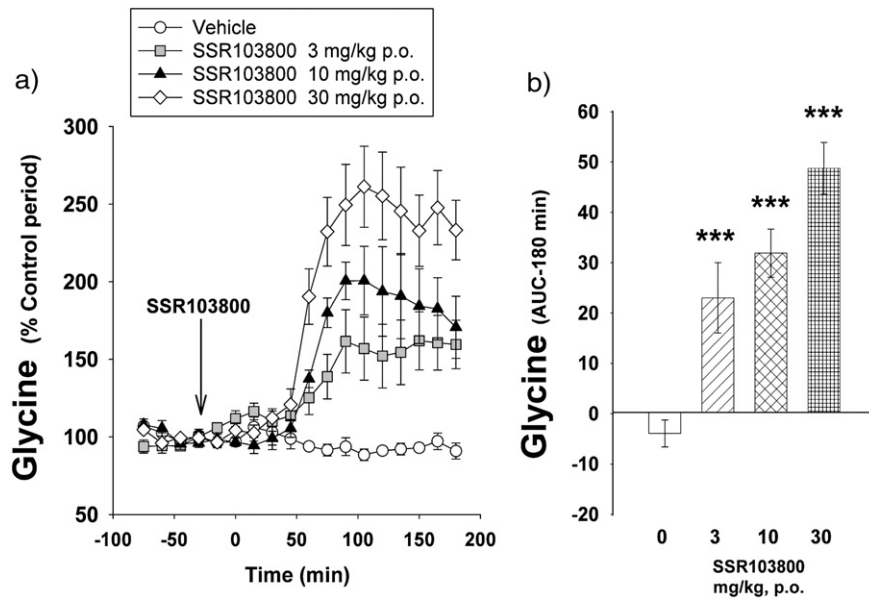 Vehicle
SSR103800 3 mg/kg p.o.
SSR103800 10 mg/kg p.o.
SSR103800 30 mg/kg p.o.
a)
300
250
200
150
100
50
Glycine (% Control period)
SSR103800
-100 -50 0 50 100 150 200
Time (min)
b)
60
50
40
30
20
10
0
-10
-20
Glycine (AUC-180 min)
***
***
***
0 3 10 30
SSR103800
mg/kg, p.o.